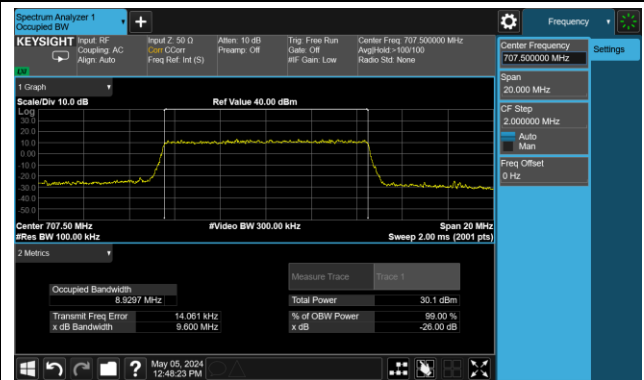 Spectrum Analyzer 1
Occupied BW
Frequency
KEYSIGHT
Input: RF
Coupling: AC
Align: Auto
Input Z: 50 Ω
Corr CCorr
Freq Ref: Int (S)
Atten: 10 dB
Preamp: Off
Trig: Free Run
Gate: Off
#IF Gain: Low
Center Freq: 707.500000 MHz
Avg|Hold:>100/100
Radio Std: None
Center Frequency
707.500000 MHz
Settings
Span
20.000 MHz
CF Step
2.000000 MHz
Auto
Man
Freq Offset
0 Hz
1 Graph
Scale/Div 10.0 dB
Ref Value 40.00 dBm
Log
30.0
20.0
10.0
0.00
-10.0
-20.0
-30.0
-40.0
-50.0
Center 707.50 MHz
#Video BW 300.00 kHz
Span 20 MHz
#Res BW 100.00 kHz
Sweep 2.00 ms (2001 pts)
2 Metrics
Measure Trace
Trace 1
Occupied Bandwidth
8.9297 MHz
Total Power
30.1 dBm
Transmit Freq Error
14.061 kHz
% of OBW Power
99.00 %
x dB Bandwidth
9.600 MHz
x dB
-26.00 dB
May 05, 2024
12:48:23 PM